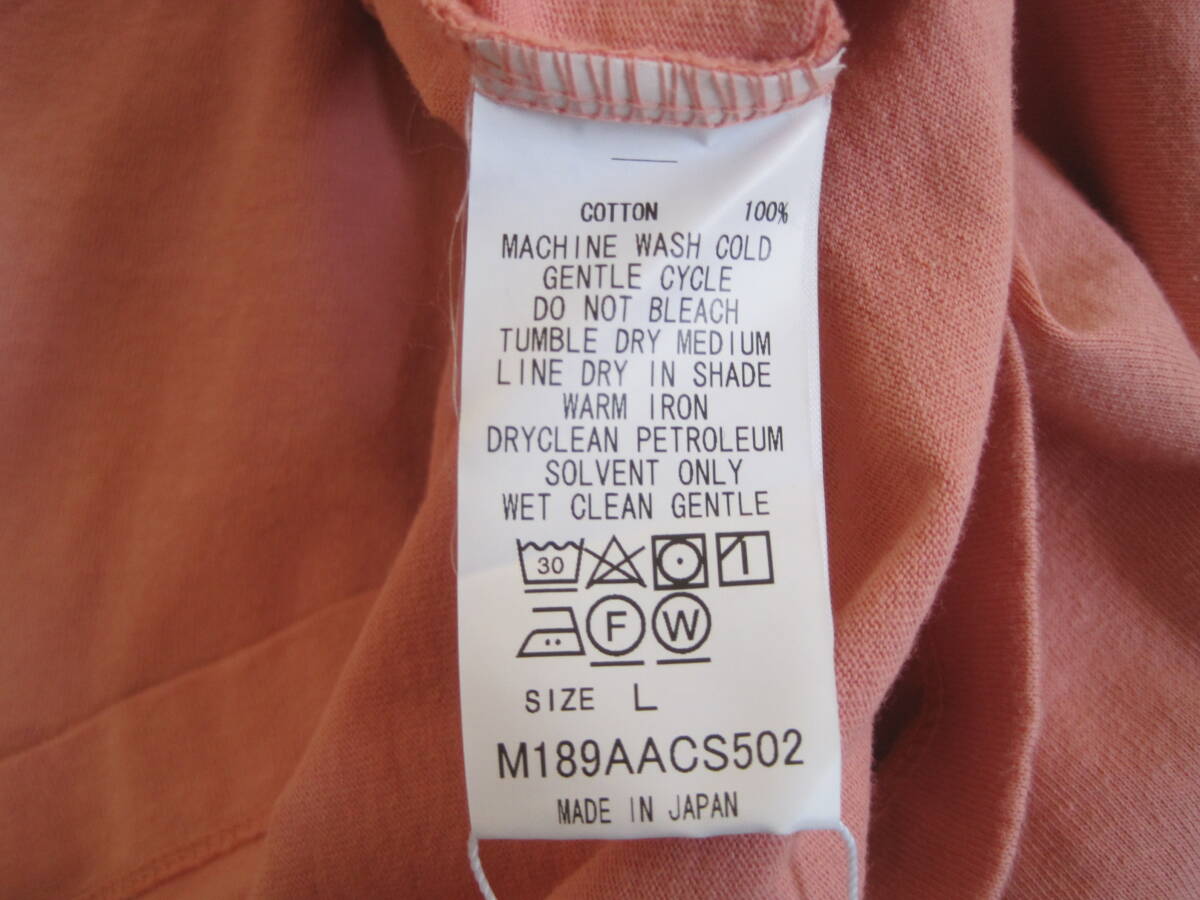 COTTON 100%
MACHINE WASH COLD
GENTLE CYCLE
DO NOT BLEACH
TUMBLE DRY MEDIUM
LINE DRY IN SHADE
WARM IRON
DRYCLEAN PETROLEUM
SOLVENT ONLY
WET CLEAN GENTLE
30
F W
SIZE L
M189AACS502
MADE IN JAPAN